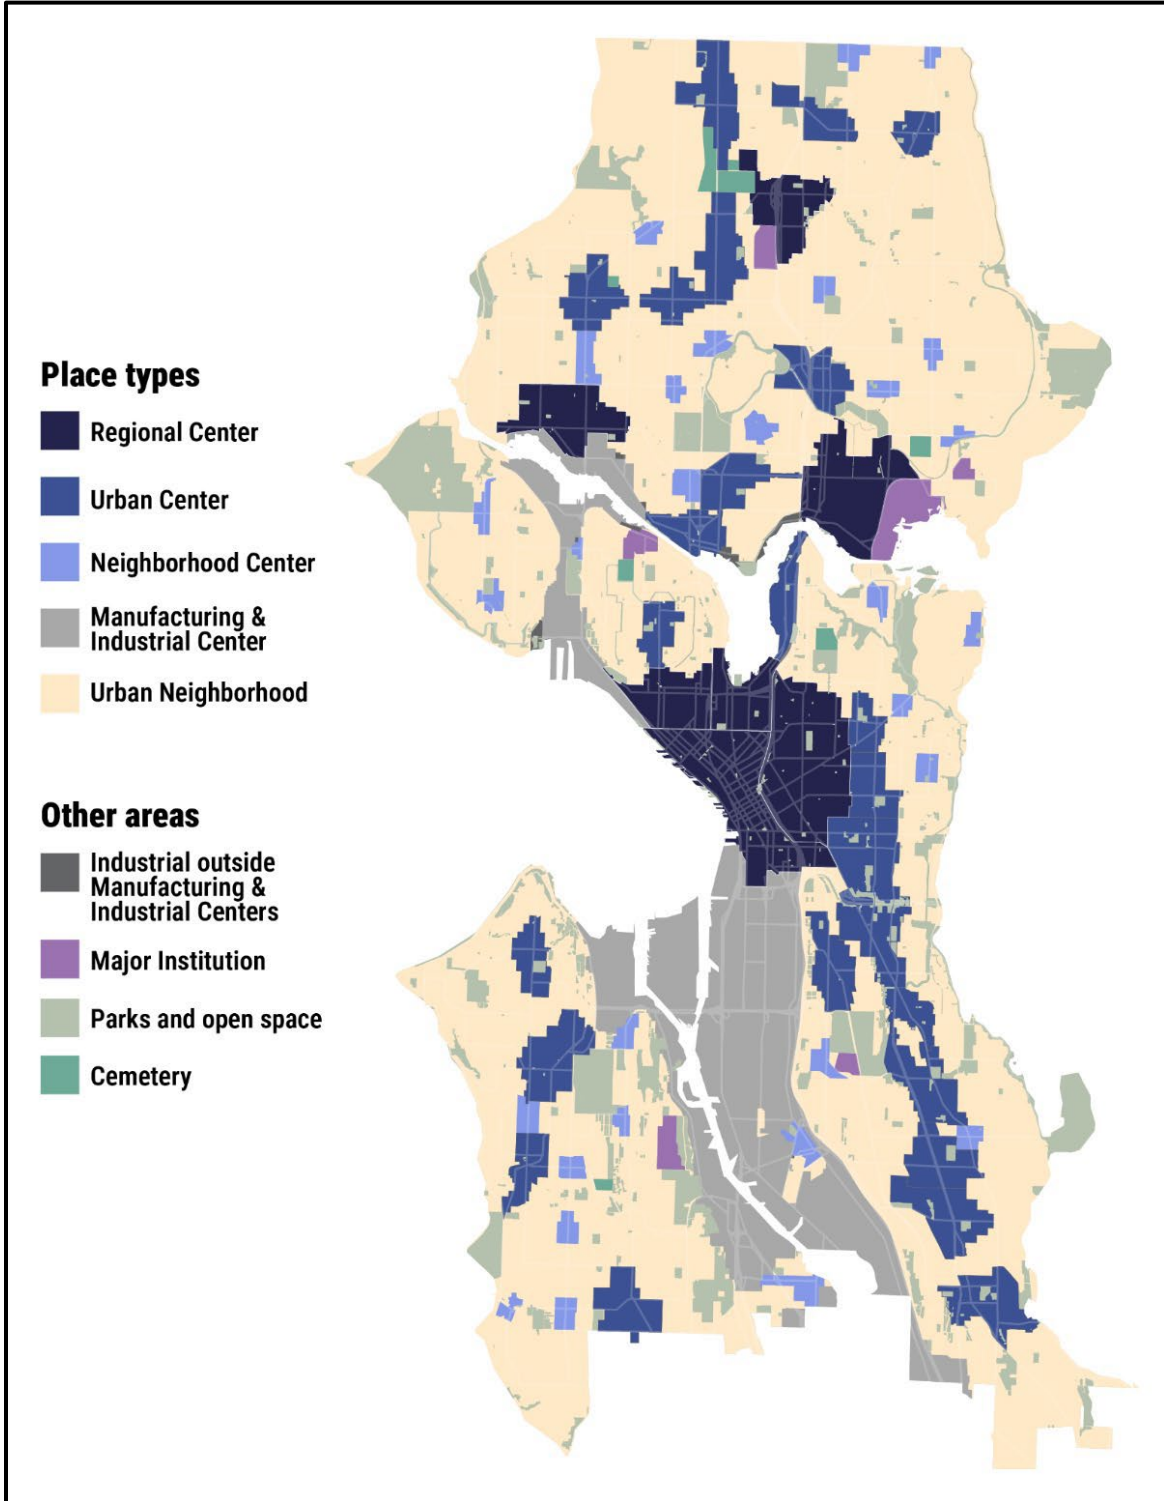 Place types
Regional Center
Urban Center
Neighborhood Center
Manufacturing &
Industrial Center
Urban Neighborhood
Other areas
Industrial outside
Manufacturing &
Industrial Centers
Major Institution
Parks and open space
Cemetery